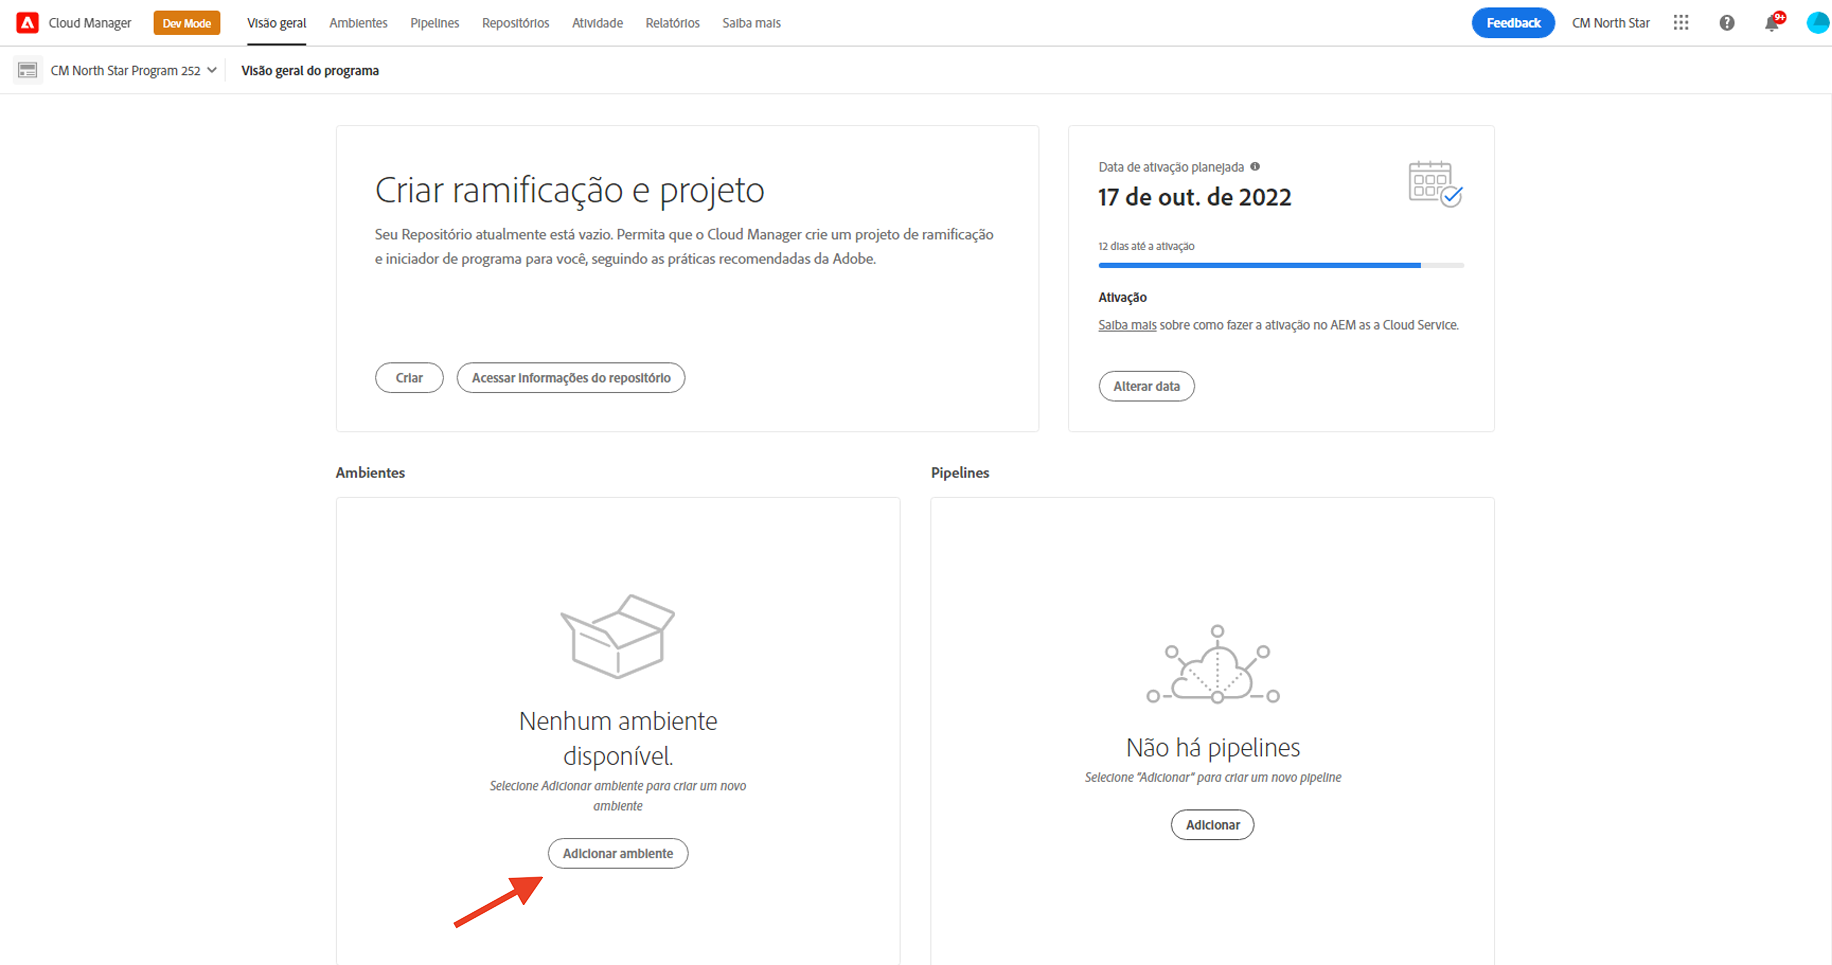 Cloud Manager Dev Mode Visão geral Ambientes Pipelines Repositórios Atividade Relatórios Saiba mais Feedback CM North Star 9+
CM North Star Program 252 Visão geral do programa
Criar ramificação e projeto
Seu Repositório atualmente está vazio. Permita que o Cloud Manager crie um projeto de ramificação
e iniciador de programa para você, seguindo as práticas recomendadas da Adobe.
Criar Acessar informações do repositório
Data de ativação planejada
17 de out. de 2022
12 dias até a ativação
Ativação
Saiba mais sobre como fazer a ativação no AEM as a Cloud Service.
Alterar data
Ambientes
Nenhum ambiente
disponível.
Selecione Adicionar ambiente para criar um novo
ambiente
Adicionar ambiente
Pipelines
Não há pipelines
Selecione "Adicionar" para criar um novo pipeline
Adicionar